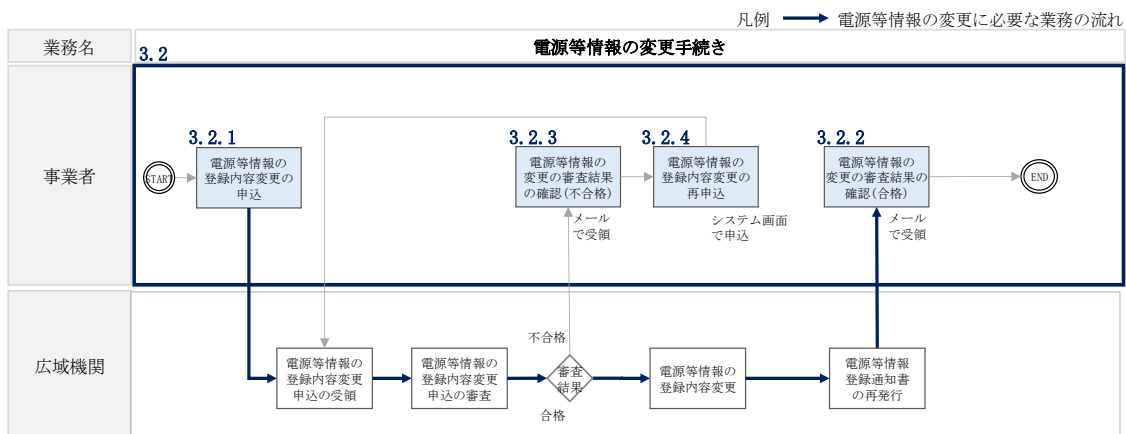 凡例 電源等情報の変更に必要な業務の流れ
業務名
電源等情報の変更手続き
3.2
事業者
START
3.2.1
電源等情報の
登録内容変更の
申込
3.2.3
電源等情報の
変更の審査結果
の確認(不合格)
メール
で受領
3.2.4
電源等情報の
登録内容変更の
再申込
システム画面
で申込
3.2.2
電源等情報の
変更の審査結果の
確認(合格)
メール
で受領
END
広域機関
電源等情報の
登録内容変更
申込の受領
電源等情報の
登録内容変更
申込の審査
不合格
審査
結果
合格
電源等情報の
登録内容変更
電源等情報
登録通知書
の再発行